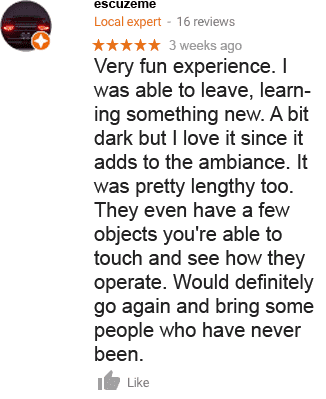 escuzeme
Local expert - 16 reviews
3 weeks ago
Very fun experience. I
was able to leave, learn-
ing something new. A bit
dark but I love it since it
adds to the ambiance. It
was pretty lengthy too.
They even have a few
objects you're able to
touch and see how they
operate. Would definitely
go again and bring some
people who have never
been.
Like